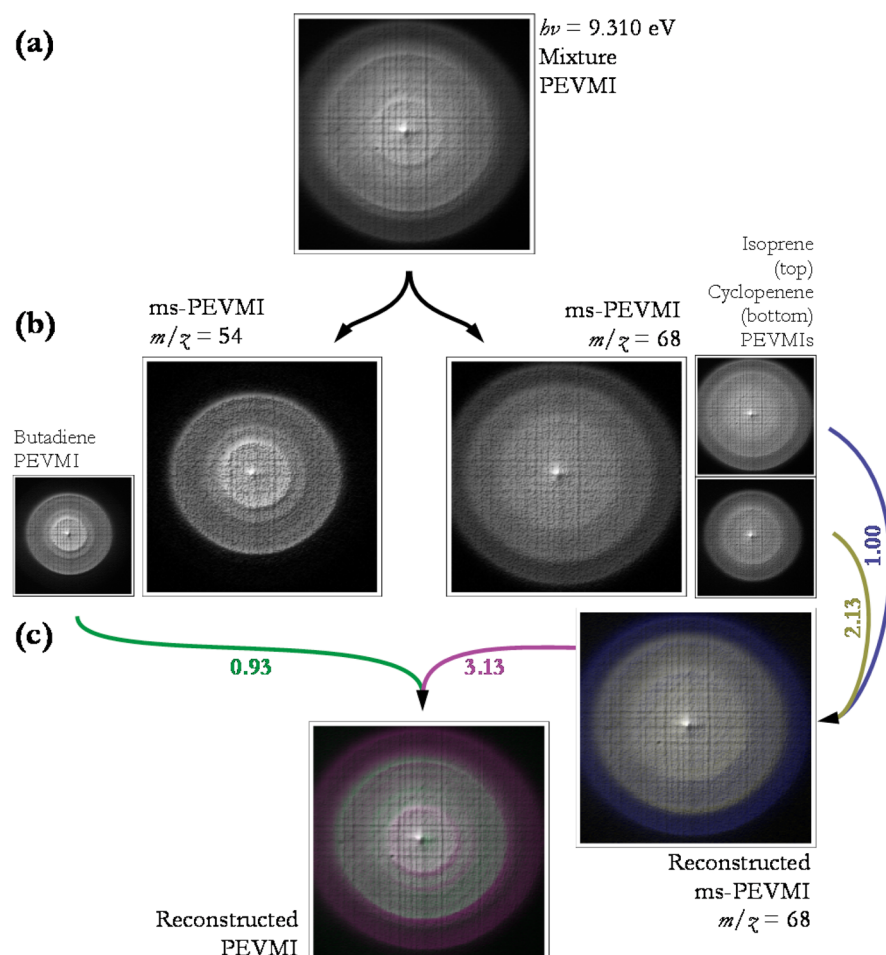 (a)
hν = 9.310 eV
Mixture
PEVMI
Isoprene
(top)
Cyclopenene
(bottom)
PEVMIs
(b)
ms-PEVMI
m/z = 54
ms-PEVMI
m/z = 68
Butadiene
PEVMI
1.00
2.13
(c)
0.93
3.13
Reconstructed
PEVMI
Reconstructed
ms-PEVMI
m/z = 68